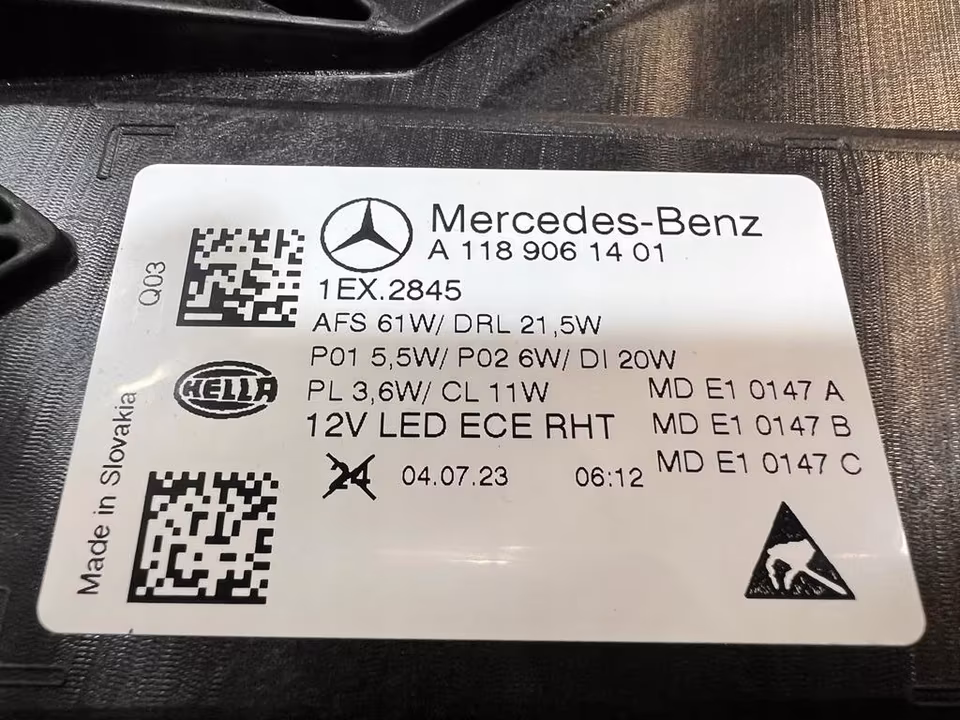 Mercedes-Benz
A 118 906 14 01
Q03
1EX.2845
AFS 61W/ DRL 21,5W
P01 5,5W/ P02 6W/ DI 20W
HELLA
PL 3,6W/ CL 11W
MD E1 0147 A
12V LED ECE RHT
MD E1 0147 B
24 04.07.23 06:12
MD E1 0147 C
Made in Slovakia